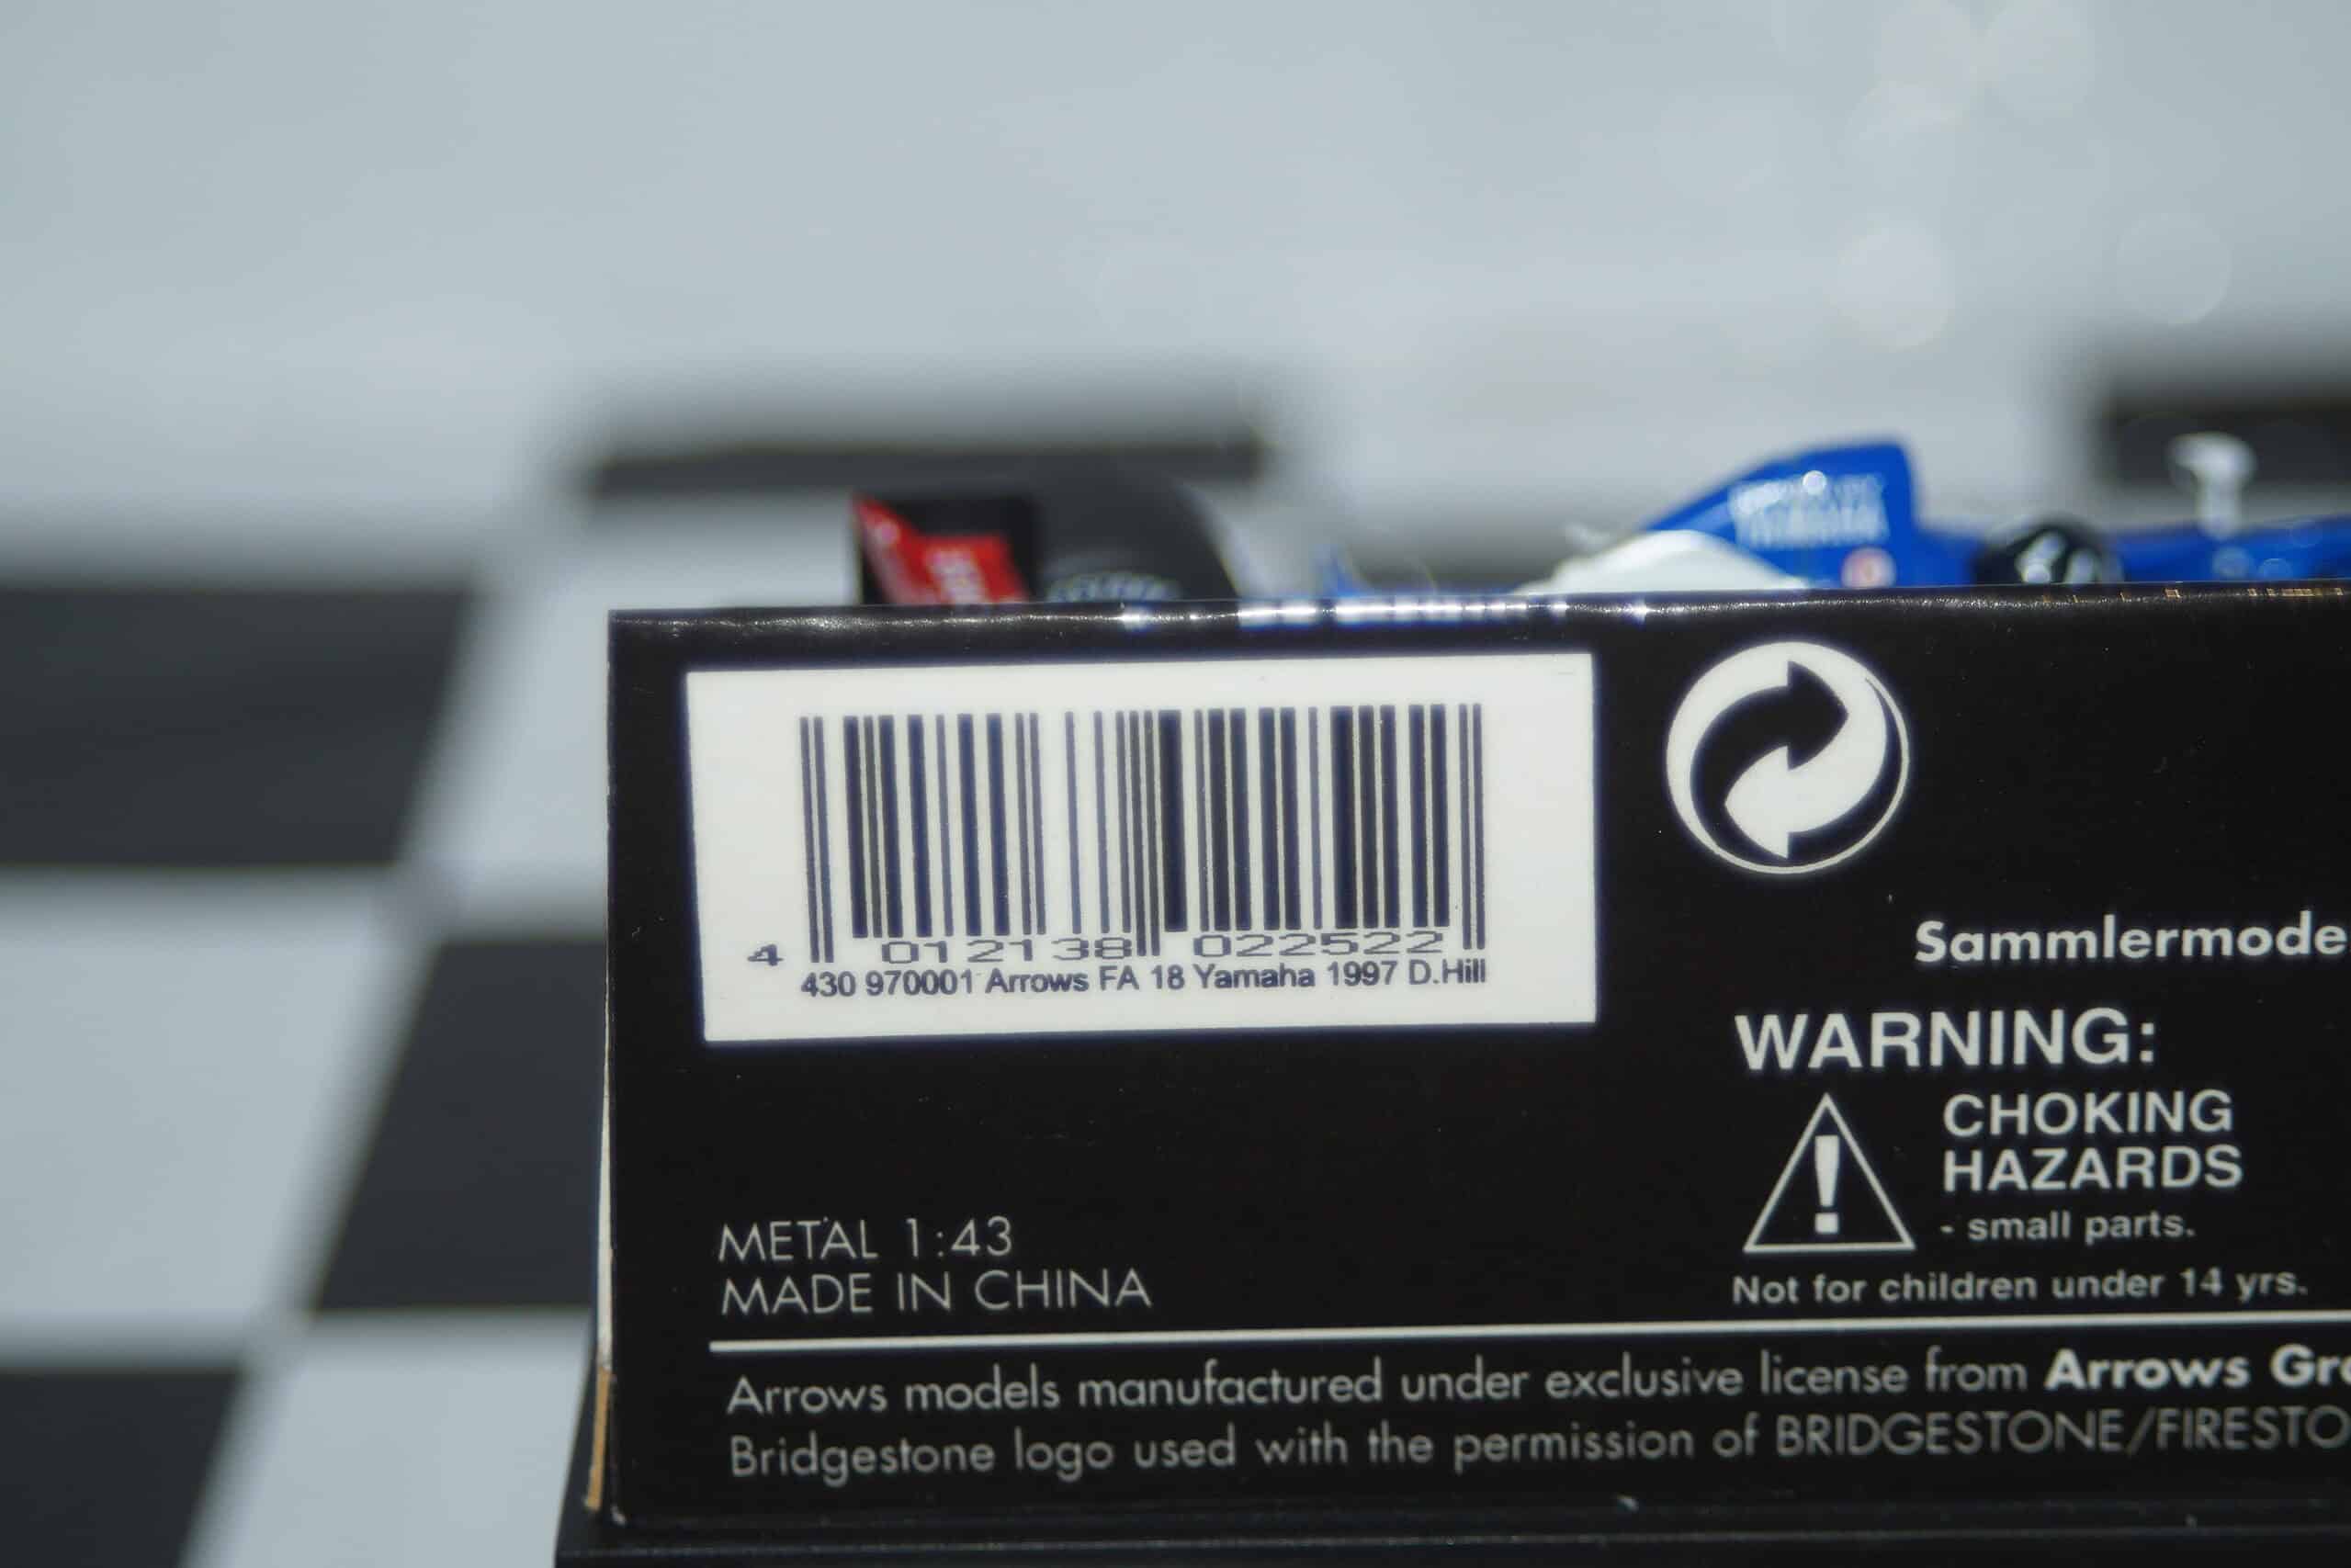 4 012138 022522
430 970001 Arrows FA 18 Yamaha 1997 D.Hill
Sammlermode
WARNING:
CHOKING
HAZARDS
- small parts.
Not for children under 14 yrs.
METAL 1:43
MADE IN CHINA
Arrows models manufactured under exclusive license from Arrows Gr
Bridgestone logo used with the permission of BRIDGESTONE/FIRESTO